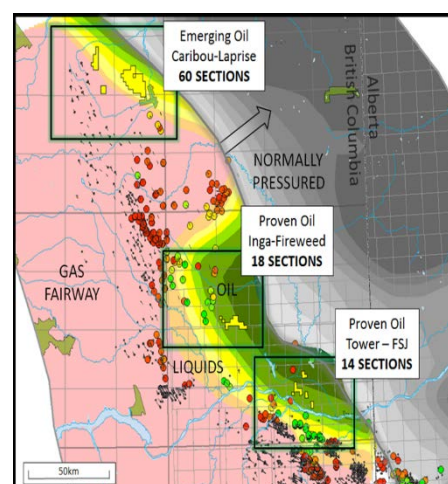 Emerging Oil
Caribou-Laprise
60 SECTIONS
Alberta
British Columbia
NORMALLY
PRESSURED
Proven Oil
Inga-Fireweed
18 SECTIONS
GAS
FAIRWAY
OIL
Proven Oil
Tower – FSJ
14 SECTIONS
LIQUIDS
50km